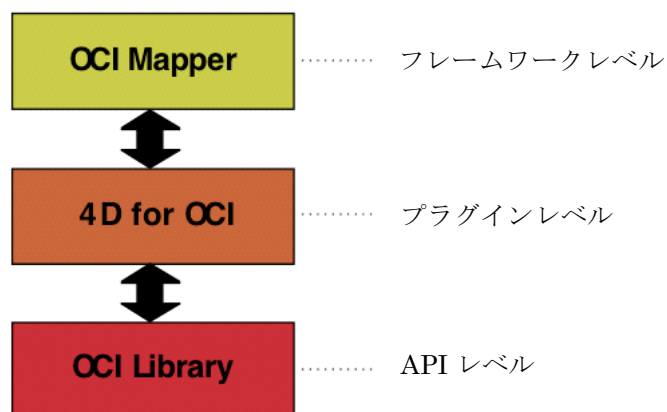 OCI Mapper
フレームワークレベル
4D for OCI
プラグインレベル
OCI Library
API レベル